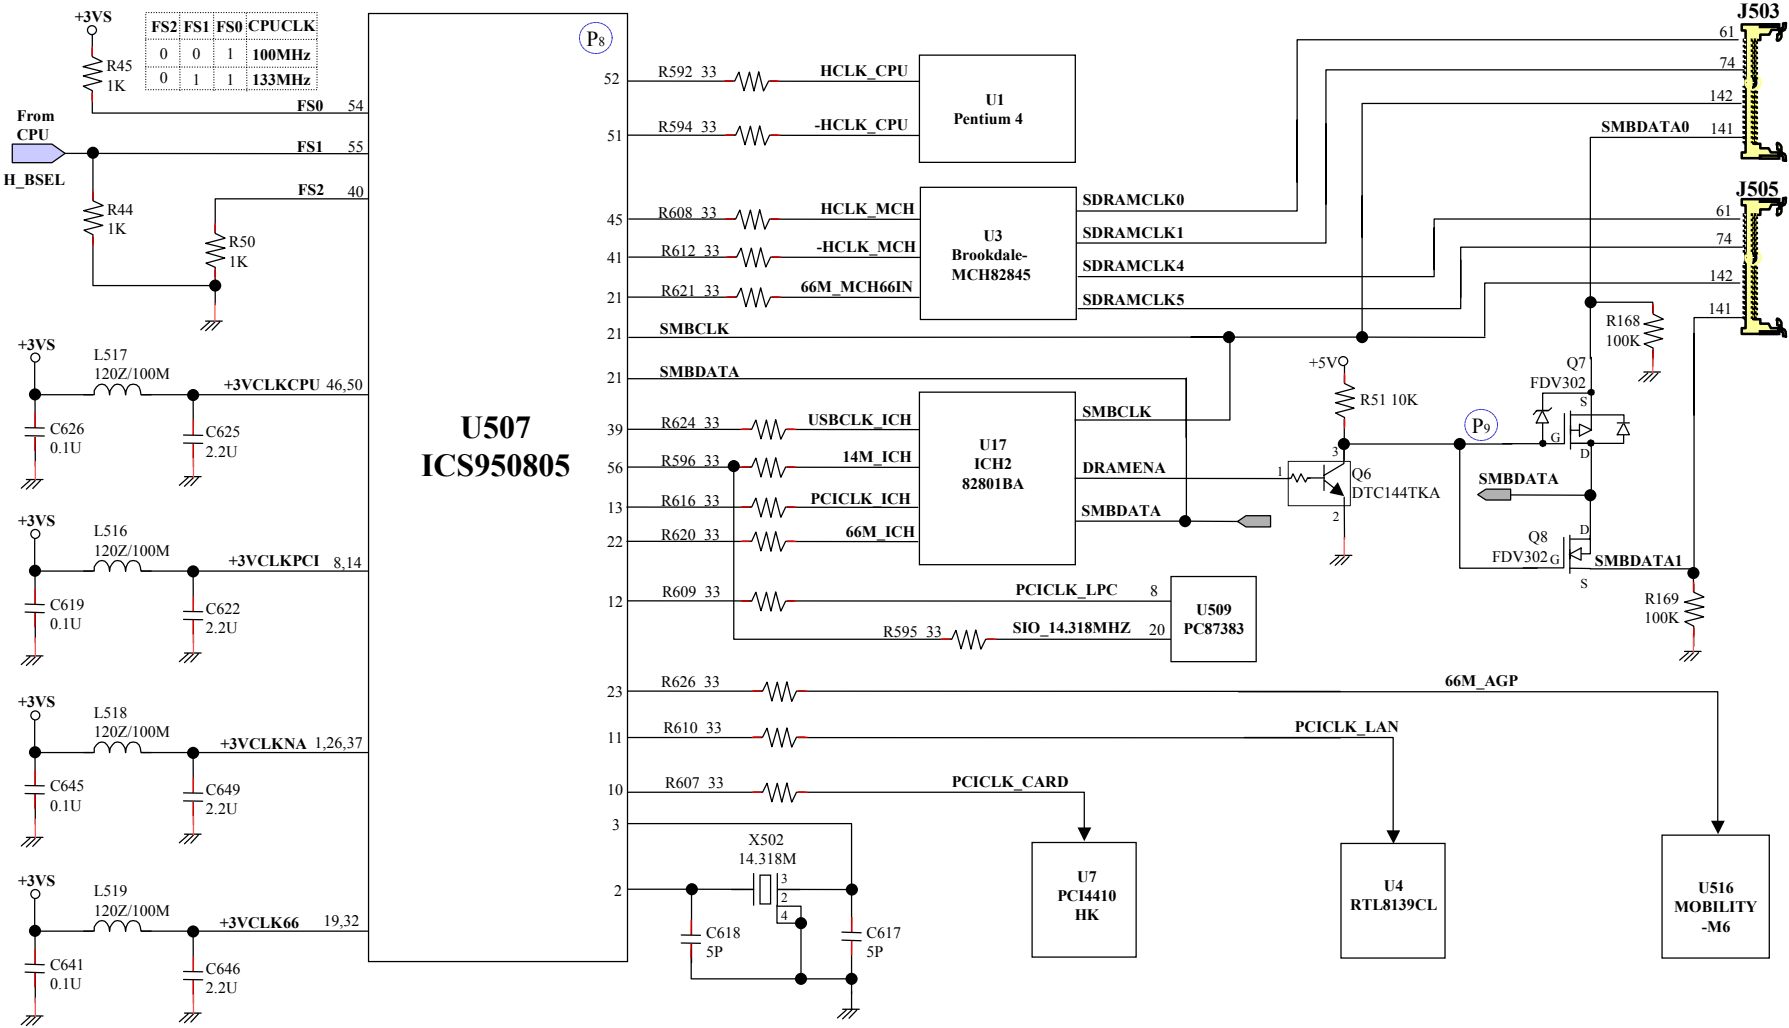 +3VS
R45
1K
FS2 FS1 FS0 CPUCLK
0 0 1 100MHz
0 1 1 133MHz
From
CPU
H_BSEL
FS0 54
FS1 55
FS2 40
R44
1K
R50
1K
+3VS
L517
120Z/100M
+3VCLKCPU 46,50
C626
0.1U
C625
2.2U
+3VS
L516
120Z/100M
+3VCLKPCI 8,14
C619
0.1U
C622
2.2U
+3VS
L518
120Z/100M
+3VCLKNA 1,26,37
C645
0.1U
C649
2.2U
+3VS
L519
120Z/100M
+3VCLK66 19,32
C641
0.1U
C646
2.2U
P8
U507
ICS950805
52 R592 33 HCLK_CPU
51 R594 33 -HCLK_CPU
U1
Pentium 4
45 R608 33 HCLK_MCH
41 R612 33 -HCLK_MCH
21 R621 33 66M_MCH66IN
U3
Brookdale-
MCH82845
SDRAMCLK0
SDRAMCLK1
SDRAMCLK4
SDRAMCLK5
21 SMBCLK
21 SMBDATA
39 R624 33 USBCLK_ICH
56 R596 33 14M_ICH
13 R616 33 PCICLK_ICH
22 R620 33 66M_ICH
U17
ICH2
82801BA
SMBCLK
DRAMENA
SMBDATA
12 R609 33 PCICLK_LPC 8
R595 33 SIO_14.318MHZ 20
U509
PC87383
23 R626 33 66M_AGP
11 R610 33 PCICLK_LAN
10 R607 33 PCICLK_CARD
3
2
X502
14.318M
3
2
4
C618
5P
C617
5P
U7
PCI4410
HK
U4
RTL8139CL
U516
MOBILITY
-M6
J503
61
74
142
SMBDATA0 141
J505
61
74
142
141
R168
100K
+5V
R51 10K
3
1
Q6
DTC144TKA
2
P9
Q7
FDV302
S
G
D
SMBDATA
D
Q8
FDV302 G
S
SMBDATA1
R169
100K